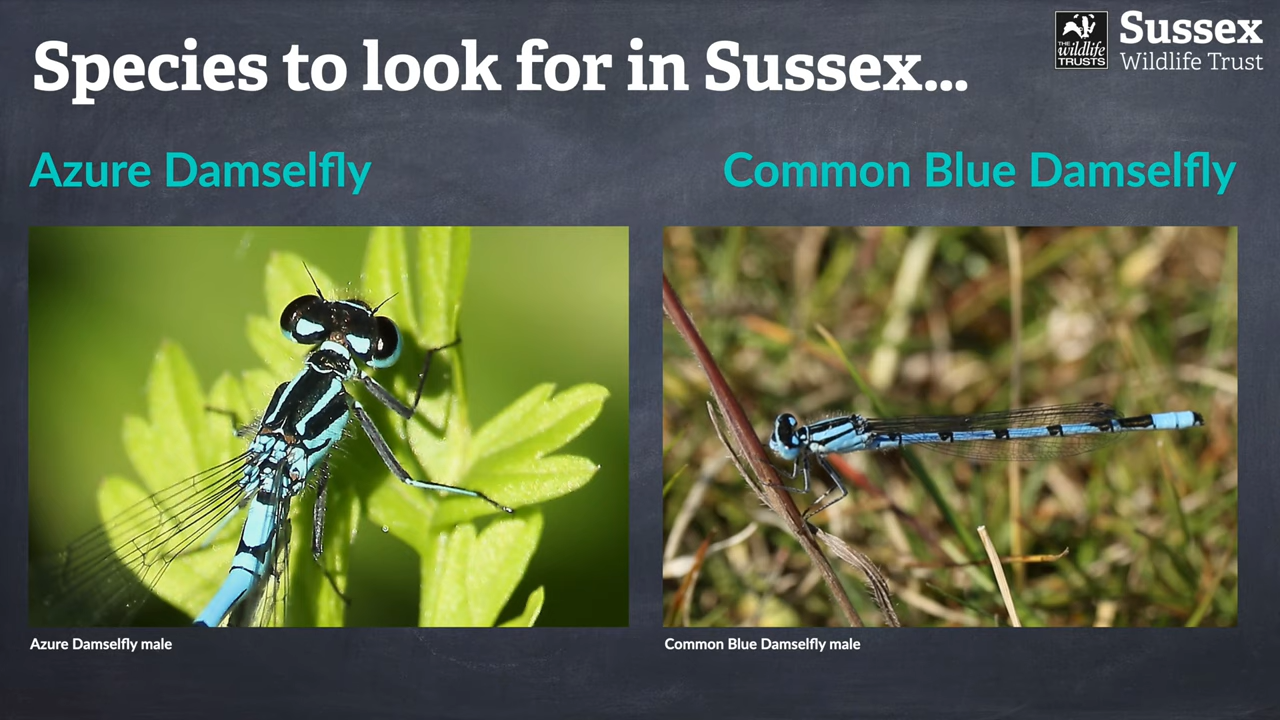 Species to look for in Sussex...
THE
wildlife
TRUSTS
Sussex
Wildlife Trust
Azure Damselfly
Common Blue Damselfly
Azure Damselfly male
Common Blue Damselfly male